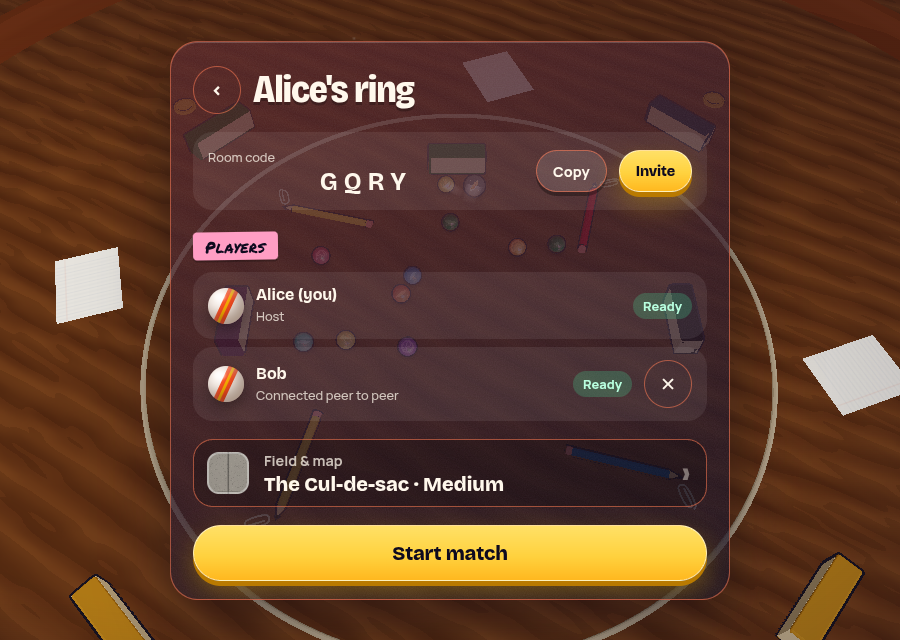 Alice's ring
Room code
GQRY
Copy
Invite
Players
Alice (you)
Host
Ready
Bob
Connected peer to peer
Ready
Field & map
The Cul-de-sac · Medium
Start match